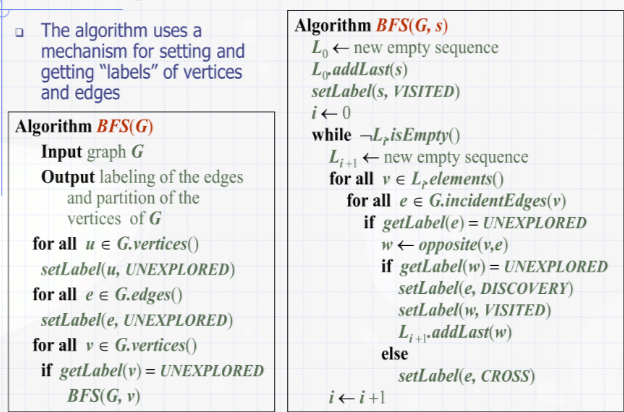 The algorithm uses a
mechanism for setting and
getting “labels” of vertices
and edges
Algorithm BFS(G)
Input graph G
Output labeling of the edges
and partition of the
vertices of G
for all u ∈ G.vertices()
setLabel(u, UNEXPLORED)
for all e ∈ G.edges()
setLabel(e, UNEXPLORED)
for all v ∈ G.vertices()
if getLabel(v) = UNEXPLORED
BFS(G, v)
Algorithm BFS(G, s)
L₀ ← new empty sequence
L₀.addLast(s)
setLabel(s, VISITED)
i ← 0
while ¬Lᵢ.isEmpty()
Lᵢ₊₁ ← new empty sequence
for all v ∈ Lᵢ.elements()
for all e ∈ G.incidentEdges(v)
if getLabel(e) = UNEXPLORED
w ← opposite(v,e)
if getLabel(w) = UNEXPLORED
setLabel(e, DISCOVERY)
setLabel(w, VISITED)
Lᵢ₊₁.addLast(w)
else
setLabel(e, CROSS)
i ← i +1